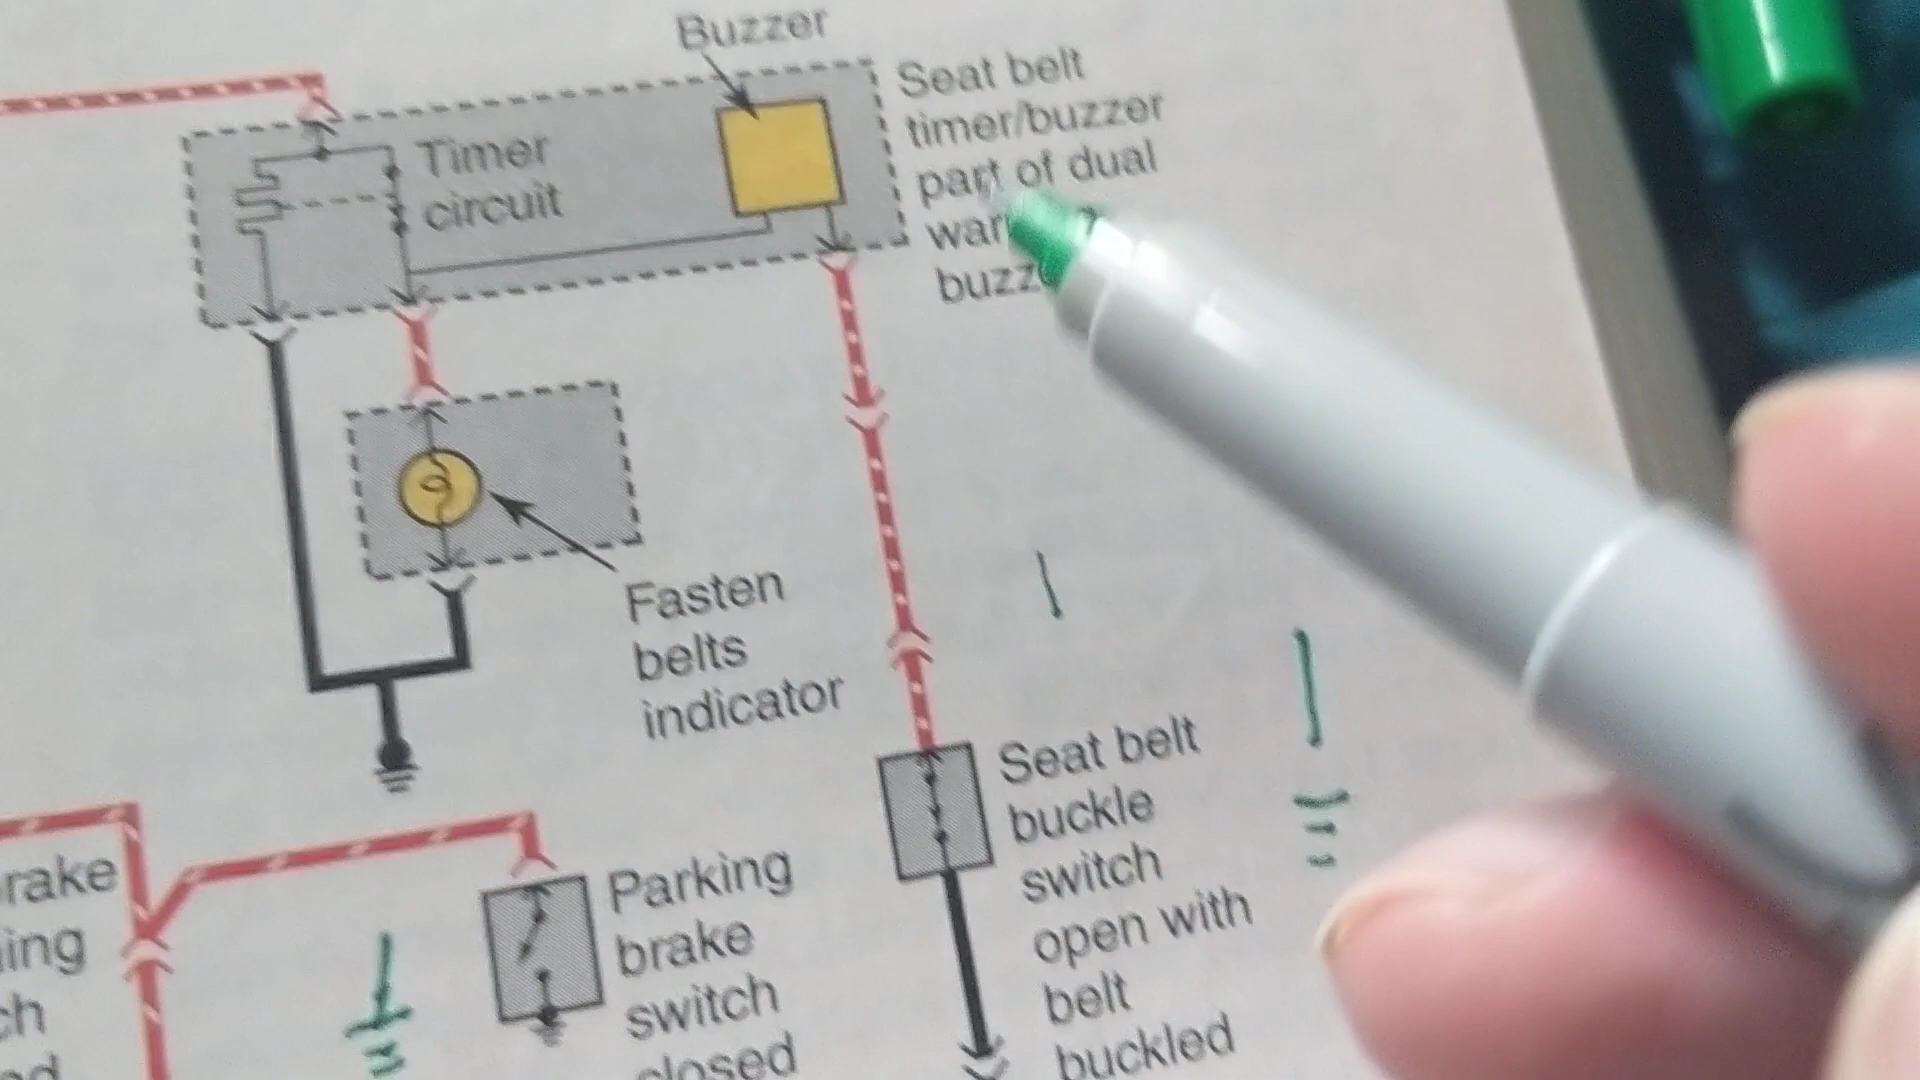 Buzzer
Seat belt
timer/buzzer
part of dual
Timer
circuit
Fasten
belts
indicator
Seat belt
buckle
switch
open with
belt
buckled
Parking
brake
switch
closed